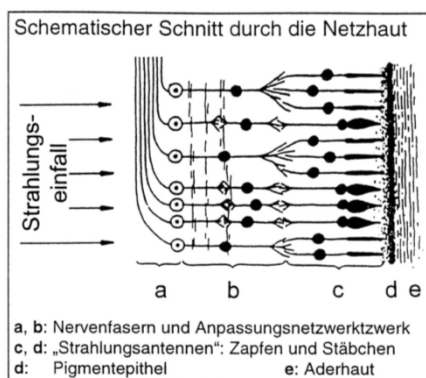 Schematischer Schnitt durch die Netzhaut
Strahlungs-
einfall
a b c d e
a, b: Nervenfasern und Anpassungsnetzwerktzwerk
c, d: „Strahlungsantennen“: Zapfen und Stäbchen
d: Pigmentepithel e: Aderhaut